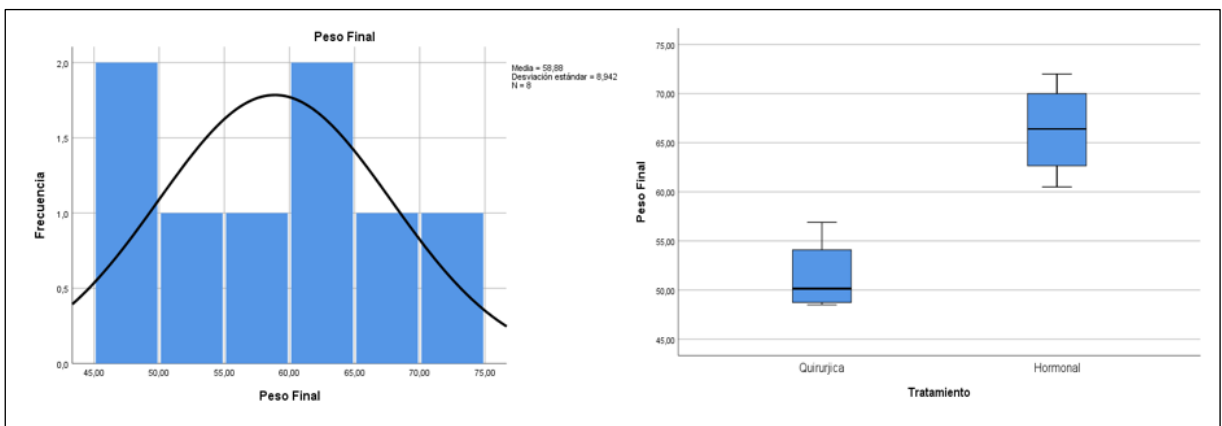 Peso Final
Media = 58,88
Desviación estándar = 8,942
N = 8
Frecuencia
2,0
1,5
1,0
0,5
0,0
45,00 50,00 55,00 60,00 65,00 70,00 75,00
Peso Final
Peso Final
75,00
70,00
65,00
60,00
55,00
50,00
45,00
Quirurjica Hormonal
Tratamiento